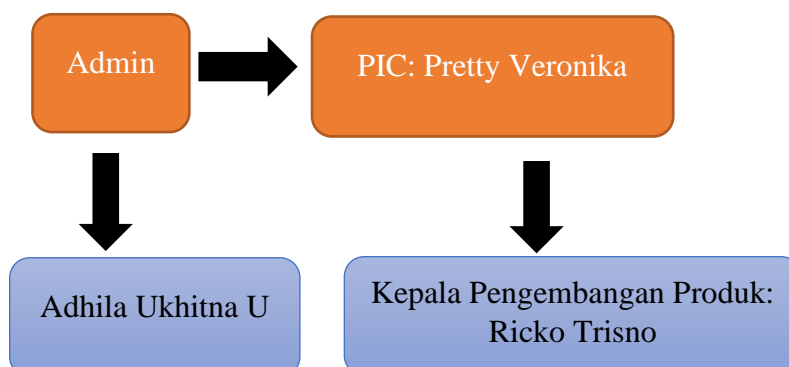 Admin
PIC: Pretty Veronika
Adhila Ukhitna U
Kepala Pengembangan Produk:
Ricko Trisno